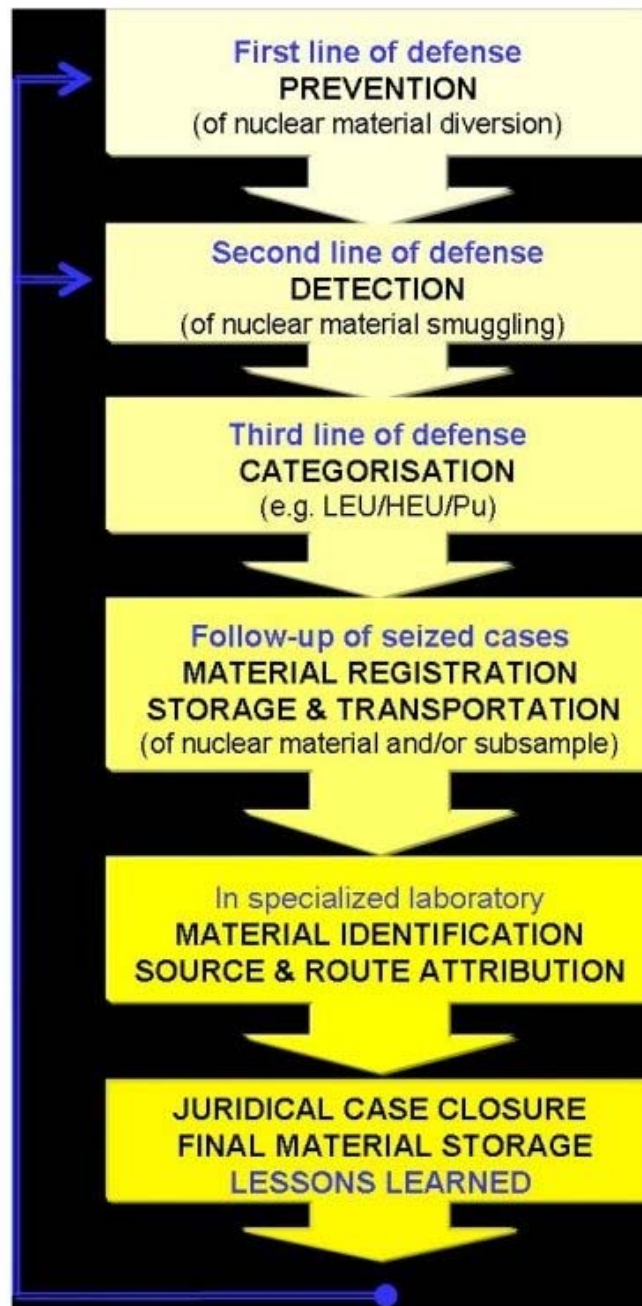 First line of defense
PREVENTION
(of nuclear material diversion)
Second line of defense
DETECTION
(of nuclear material smuggling)
Third line of defense
CATEGORISATION
(e.g. LEU/HEU/Pu)
Follow-up of seized cases
MATERIAL REGISTRATION
STORAGE & TRANSPORTATION
(of nuclear material and/or subsample)
In specialized laboratory
MATERIAL IDENTIFICATION
SOURCE & ROUTE ATTRIBUTION
JURIDICAL CASE CLOSURE
FINAL MATERIAL STORAGE
LESSONS LEARNED